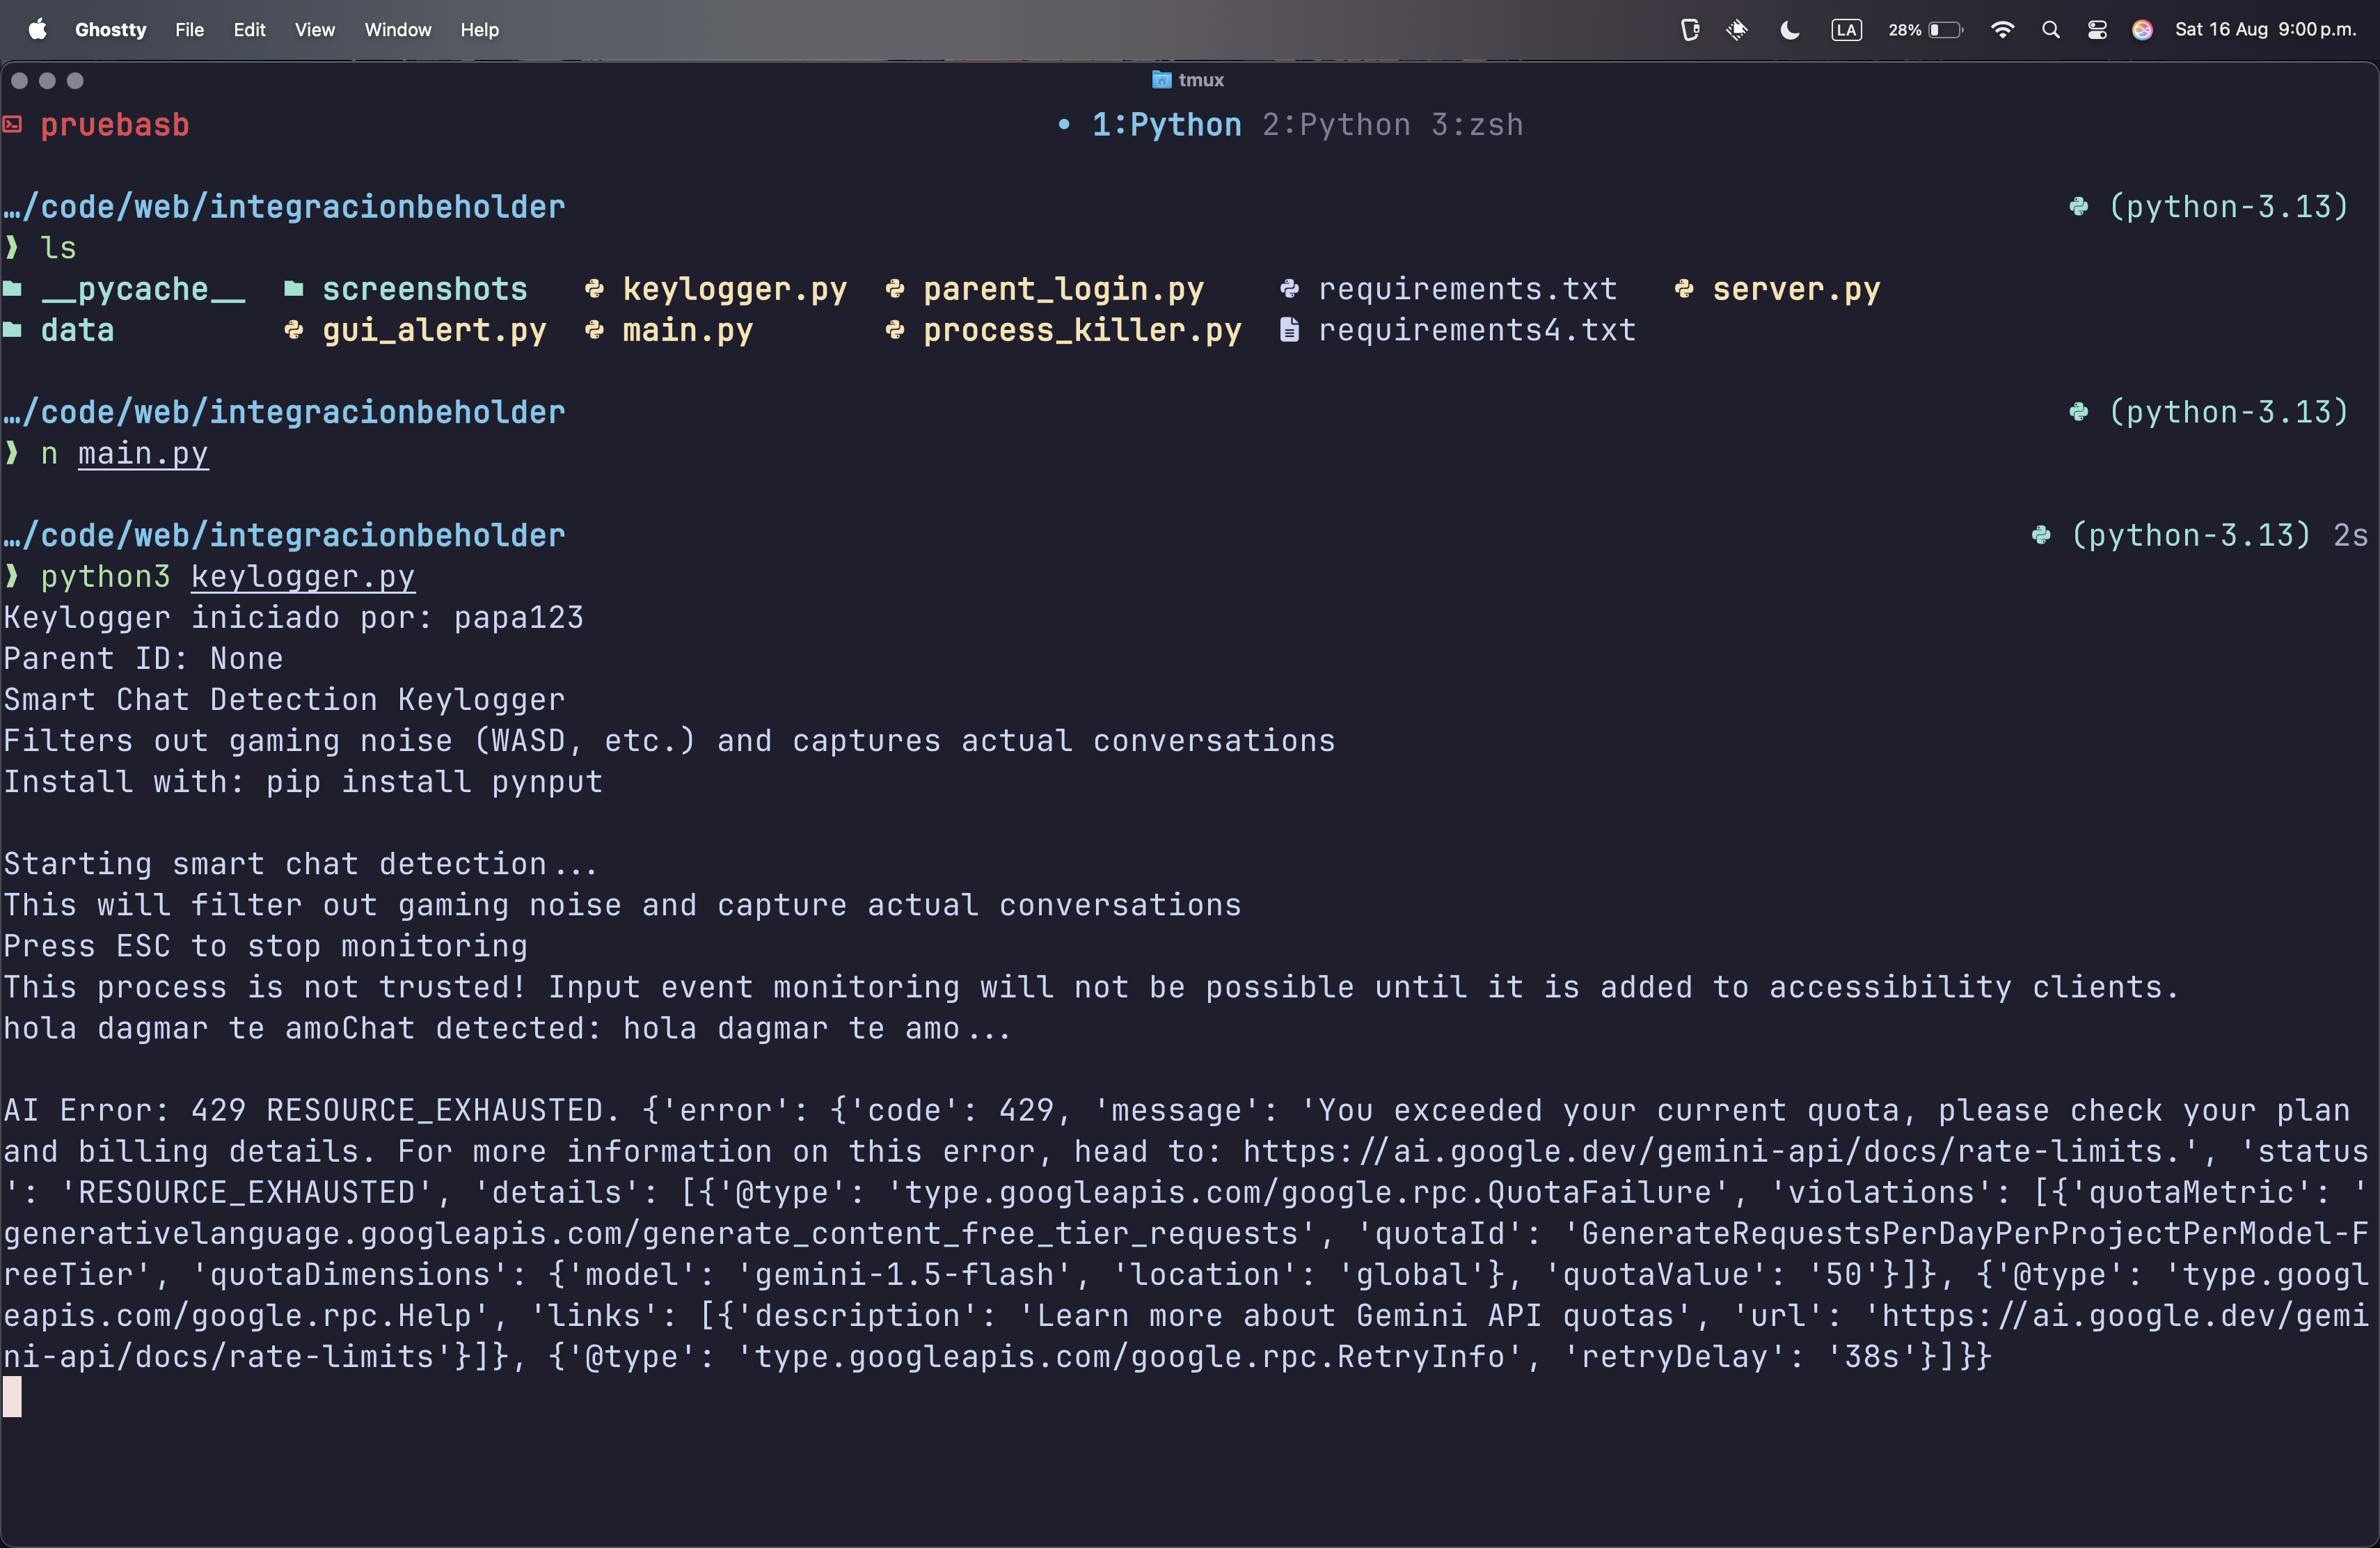 Ghostty File Edit View Window Help LA 28% Sat 16 Aug 9:00 p.m.
tmux
pruebasb • 1:Python 2:Python 3:zsh
…/code/web/integracionbeholder (python-3.13)
❯ ls
__pycache__ screenshots keylogger.py parent_login.py requirements.txt server.py
data gui_alert.py main.py process_killer.py requirements4.txt
…/code/web/integracionbeholder (python-3.13)
❯ n main.py
…/code/web/integracionbeholder (python-3.13) 2s
❯ python3 keylogger.py
Keylogger iniciado por: papa123
Parent ID: None
Smart Chat Detection Keylogger
Filters out gaming noise (WASD, etc.) and captures actual conversations
Install with: pip install pynput
Starting smart chat detection...
This will filter out gaming noise and capture actual conversations
Press ESC to stop monitoring
This process is not trusted! Input event monitoring will not be possible until it is added to accessibility clients.
hola dagmar te amoChat detected: hola dagmar te amo...
AI Error: 429 RESOURCE_EXHAUSTED. {'error': {'code': 429, 'message': 'You exceeded your current quota, please check your plan
and billing details. For more information on this error, head to: https://ai.google.dev/gemini-api/docs/rate-limits.', 'status
': 'RESOURCE_EXHAUSTED', 'details': [{'@type': 'type.googleapis.com/google.rpc.QuotaFailure', 'violations': [{'quotaMetric': '
generativelanguage.googleapis.com/generate_content_free_tier_requests', 'quotaId': 'GenerateRequestsPerDayPerProjectPerModel-F
reeTier', 'quotaDimensions': {'model': 'gemini-1.5-flash', 'location': 'global'}, 'quotaValue': '50'}]}, {'@type': 'type.googl
eapis.com/google.rpc.Help', 'links': [{'description': 'Learn more about Gemini API quotas', 'url': 'https://ai.google.dev/gemi
ni-api/docs/rate-limits'}]}, {'@type': 'type.googleapis.com/google.rpc.RetryInfo', 'retryDelay': '38s'}]}}